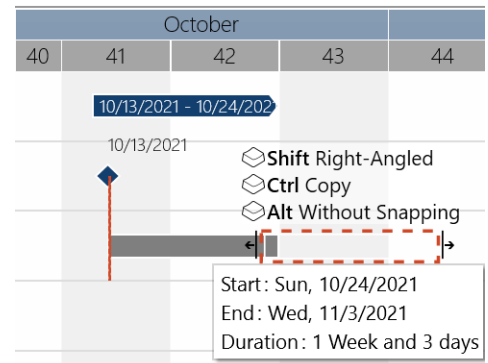 October
40 41 42 43 44
10/13/2021 - 10/24/202
10/13/2021
Shift Right-Angled
Ctrl Copy
Alt Without Snapping
Start: Sun, 10/24/2021
End: Wed, 11/3/2021
Duration: 1 Week and 3 days